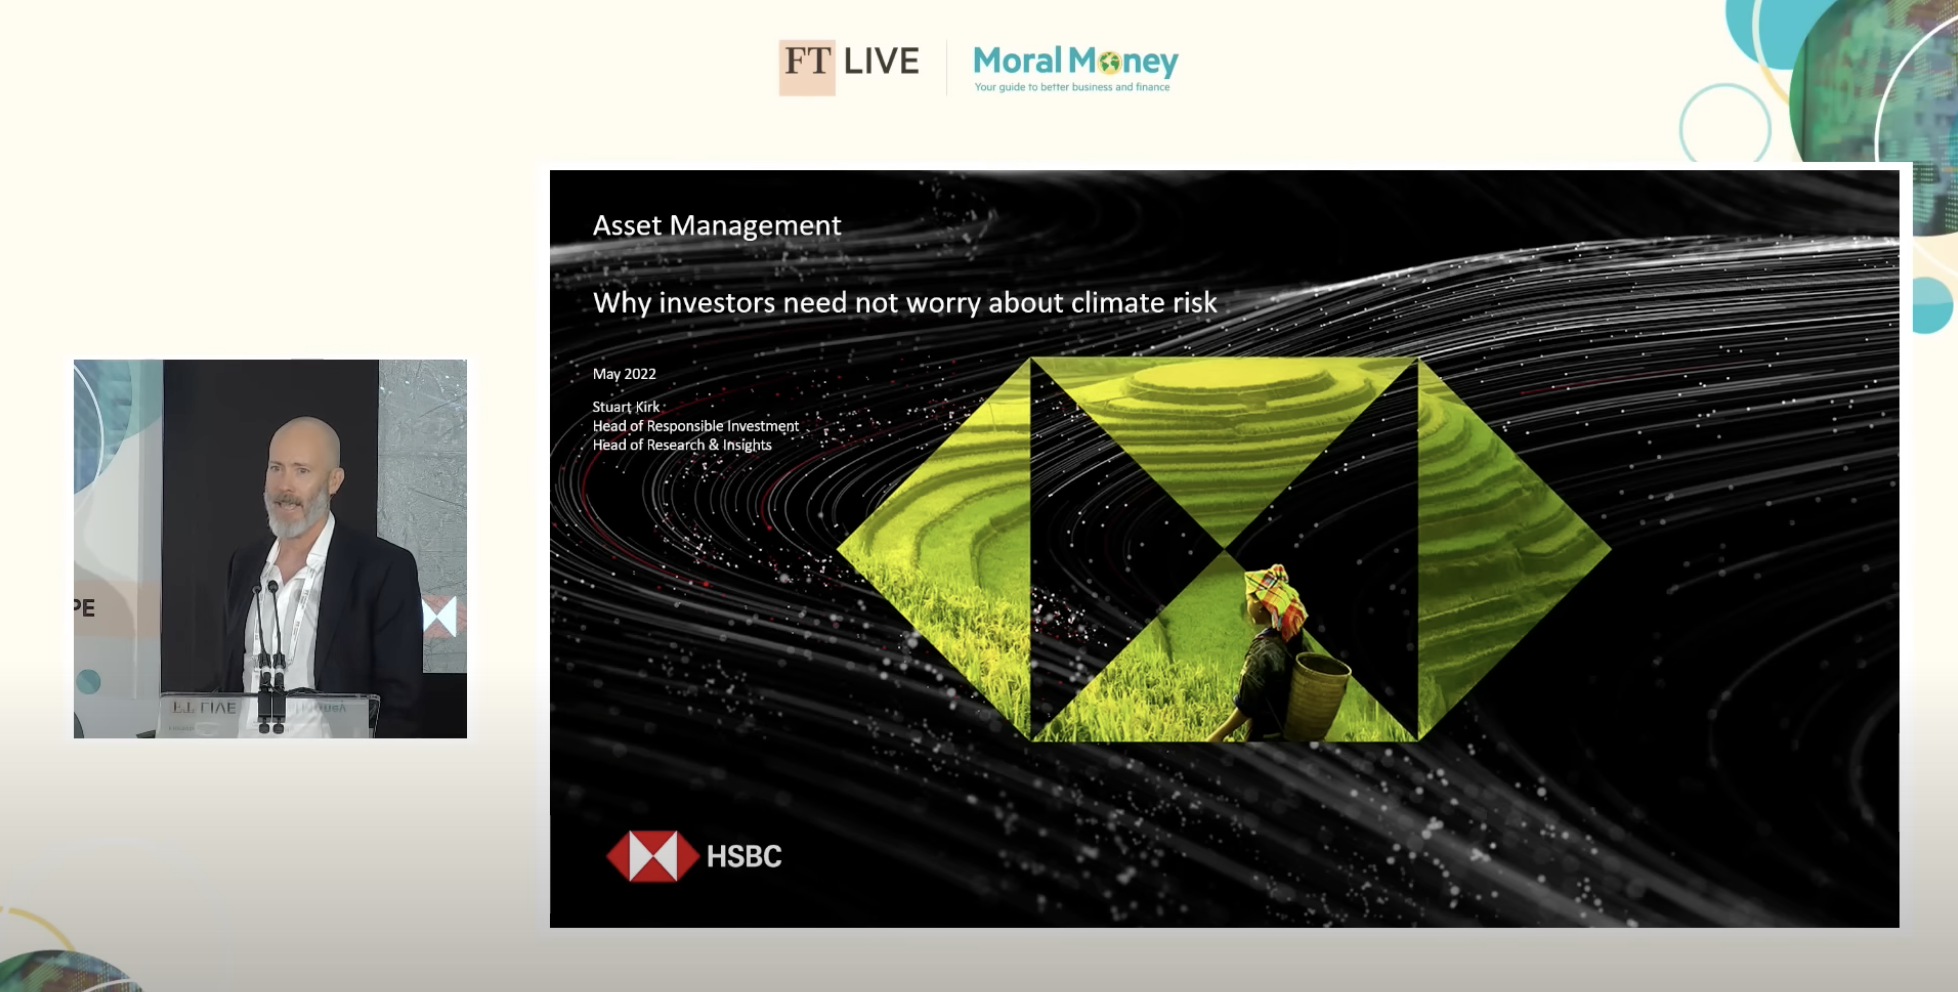 FT LIVE
Moral Money
Your guide to better business and finance
Asset Management
Why investors need not worry about climate risk
May 2022
Stuart Kirk
Head of Responsible Investment
Head of Research & Insights
PE
FT LIVE
HSBC